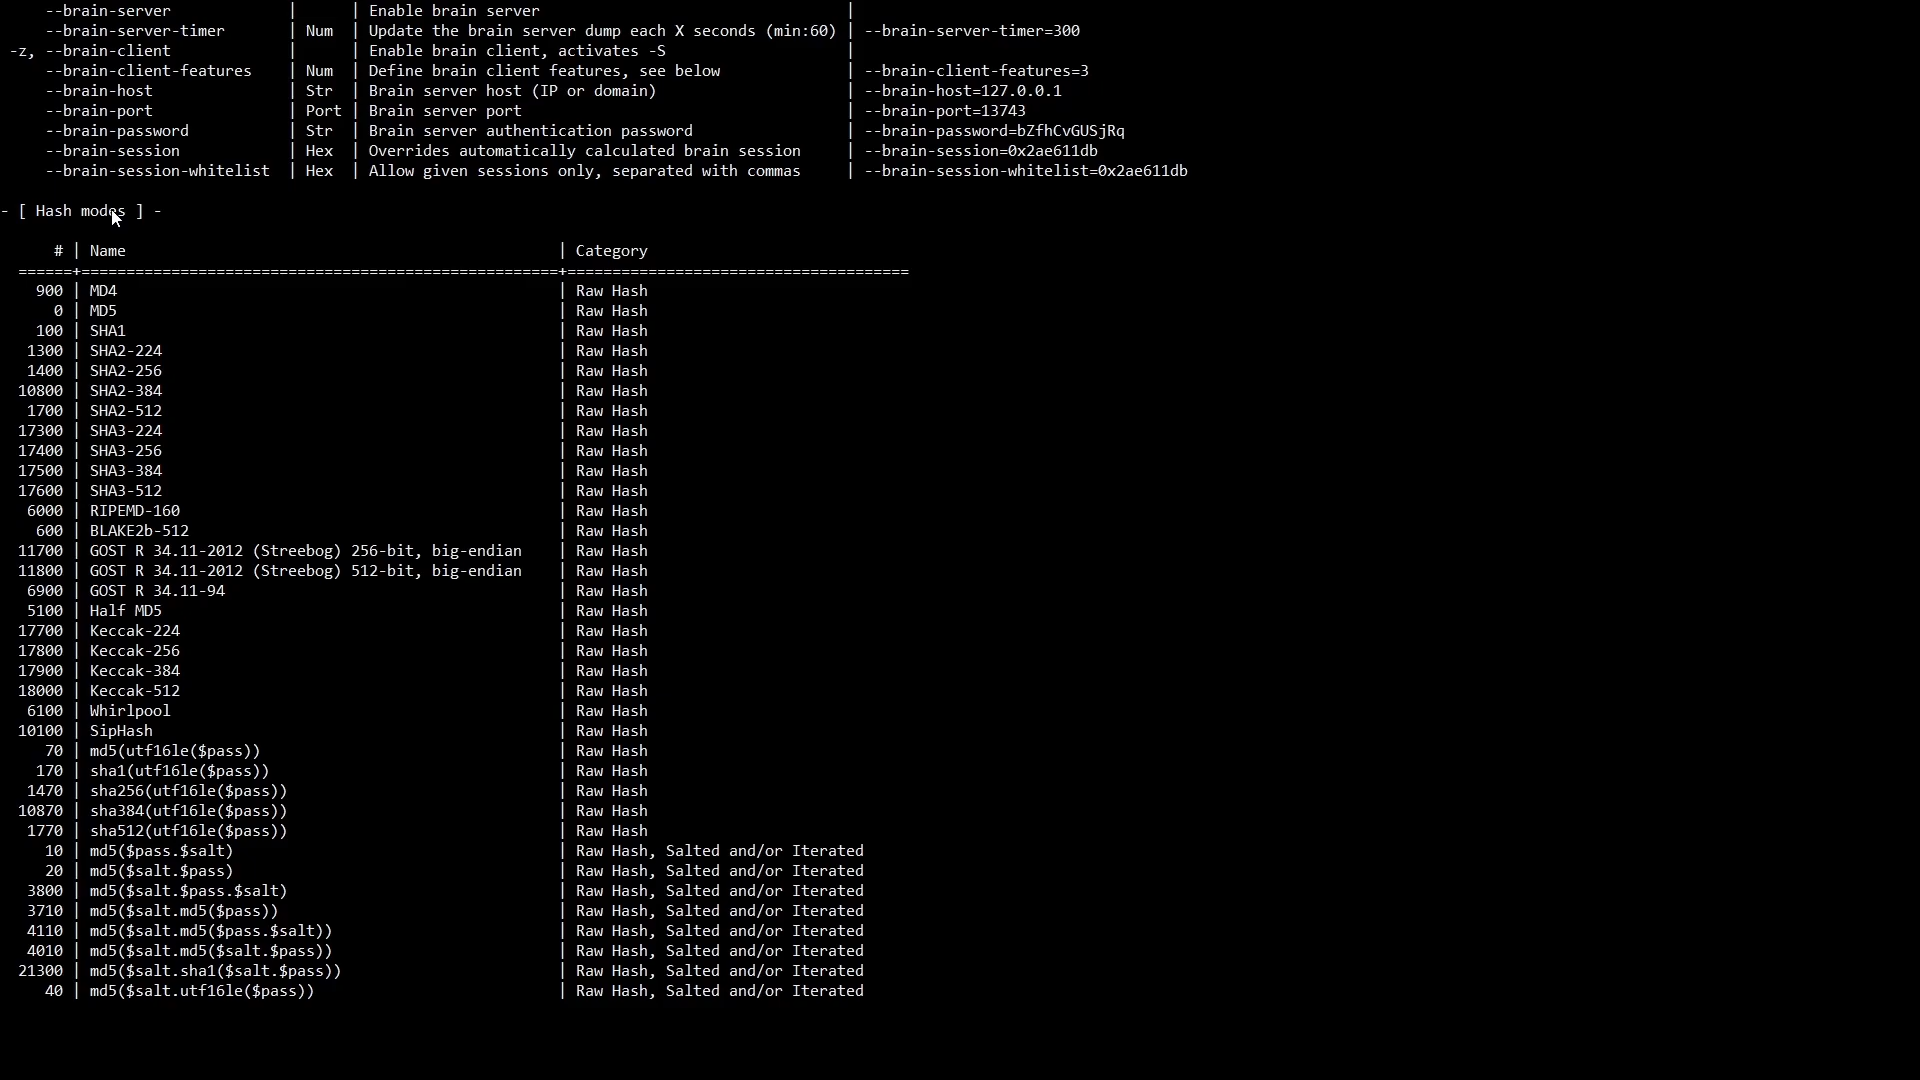 --brain-server             |      | Enable brain server                                  |
     --brain-server-timer       | Num  | Update the brain server dump each X seconds (min:60) | --brain-server-timer=300
 -z, --brain-client             |      | Enable brain client, activates -S                    |
     --brain-client-features    | Num  | Define brain client features, see below              | --brain-client-features=3
     --brain-host               | Str  | Brain server host (IP or domain)                     | --brain-host=127.0.0.1
     --brain-port               | Port | Brain server port                                    | --brain-port=13743
     --brain-password           | Str  | Brain server authentication password                 | --brain-password=bZfhCvGUSjRq
     --brain-session            | Hex  | Overrides automatically calculated brain session     | --brain-session=0x2ae611db
     --brain-session-whitelist  | Hex  | Allow given sessions only, separated with commas     | --brain-session-whitelist=0x2ae611db

- [ Hash modes ] -

      # | Name                                                | Category
  ======+=====================================================+======================================
    900 | MD4                                                 | Raw Hash
      0 | MD5                                                 | Raw Hash
    100 | SHA1                                                | Raw Hash
   1300 | SHA2-224                                            | Raw Hash
   1400 | SHA2-256                                            | Raw Hash
  10800 | SHA2-384                                            | Raw Hash
   1700 | SHA2-512                                            | Raw Hash
  17300 | SHA3-224                                            | Raw Hash
  17400 | SHA3-256                                            | Raw Hash
  17500 | SHA3-384                                            | Raw Hash
  17600 | SHA3-512                                            | Raw Hash
   6000 | RIPEMD-160                                          | Raw Hash
    600 | BLAKE2b-512                                         | Raw Hash
  11700 | GOST R 34.11-2012 (Streebog) 256-bit, big-endian    | Raw Hash
  11800 | GOST R 34.11-2012 (Streebog) 512-bit, big-endian    | Raw Hash
   6900 | GOST R 34.11-94                                     | Raw Hash
   5100 | Half MD5                                            | Raw Hash
  17700 | Keccak-224                                          | Raw Hash
  17800 | Keccak-256                                          | Raw Hash
  17900 | Keccak-384                                          | Raw Hash
  18000 | Keccak-512                                          | Raw Hash
   6100 | Whirlpool                                           | Raw Hash
  10100 | SipHash                                             | Raw Hash
     70 | md5(utf16le($pass))                                 | Raw Hash
    170 | sha1(utf16le($pass))                                | Raw Hash
   1470 | sha256(utf16le($pass))                              | Raw Hash
  10870 | sha384(utf16le($pass))                              | Raw Hash
   1770 | sha512(utf16le($pass))                              | Raw Hash
     10 | md5($pass.$salt)                                    | Raw Hash, Salted and/or Iterated
     20 | md5($salt.$pass)                                    | Raw Hash, Salted and/or Iterated
   3800 | md5($salt.$pass.$salt)                              | Raw Hash, Salted and/or Iterated
   3710 | md5($salt.md5($pass))                               | Raw Hash, Salted and/or Iterated
   4110 | md5($salt.md5($pass.$salt))                         | Raw Hash, Salted and/or Iterated
   4010 | md5($salt.md5($salt.$pass))                         | Raw Hash, Salted and/or Iterated
  21300 | md5($salt.sha1($salt.$pass))                        | Raw Hash, Salted and/or Iterated
     40 | md5($salt.utf16le($pass))                           | Raw Hash, Salted and/or Iterated